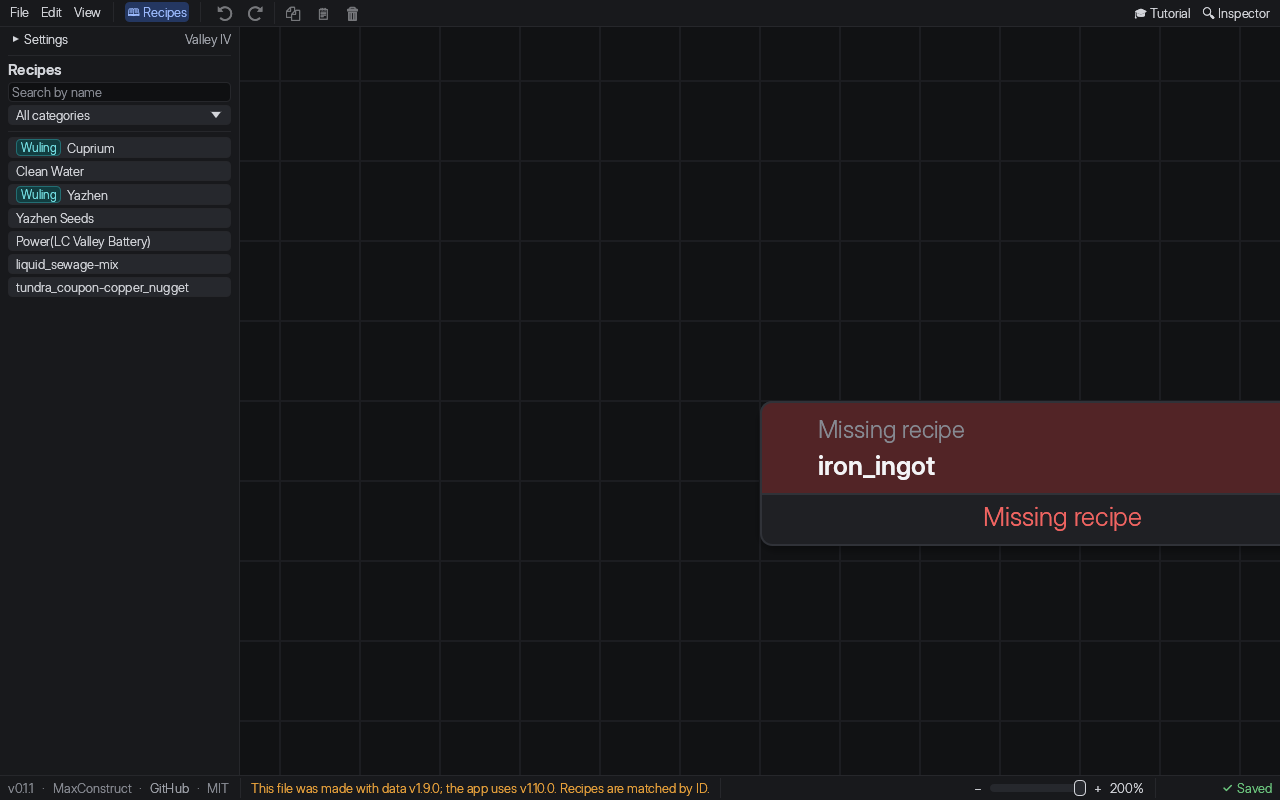 File Edit View Recipes Tutorial Inspector
Settings Valley IV
Recipes
Search by name
All categories
Wuling Cuprium
Clean Water
Wuling Yazhen
Yazhen Seeds
Power(LC Valley Battery)
liquid_sewage-mix
tundra_coupon-copper_nugget
Missing recipe
iron_ingot
Missing recipe
v0.1.1 · MaxConstruct · GitHub · MIT This file was made with data v1.9.0; the app uses v1.10.0. Recipes are matched by ID. − + 200% Saved